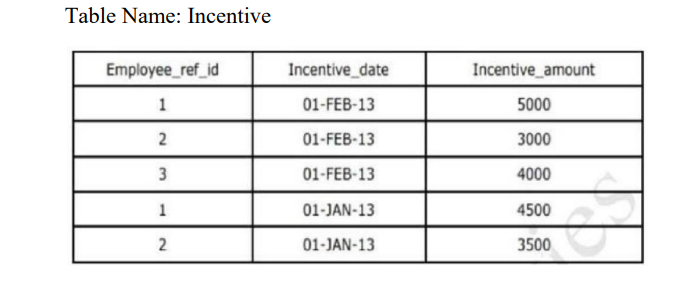 Table Name: Incentive
Employee_ref_id Incentive_date Incentive_amount
1 01-FEB-13 5000
2 01-FEB-13 3000
3 01-FEB-13 4000
1 01-JAN-13 4500
2 01-JAN-13 3500
ies